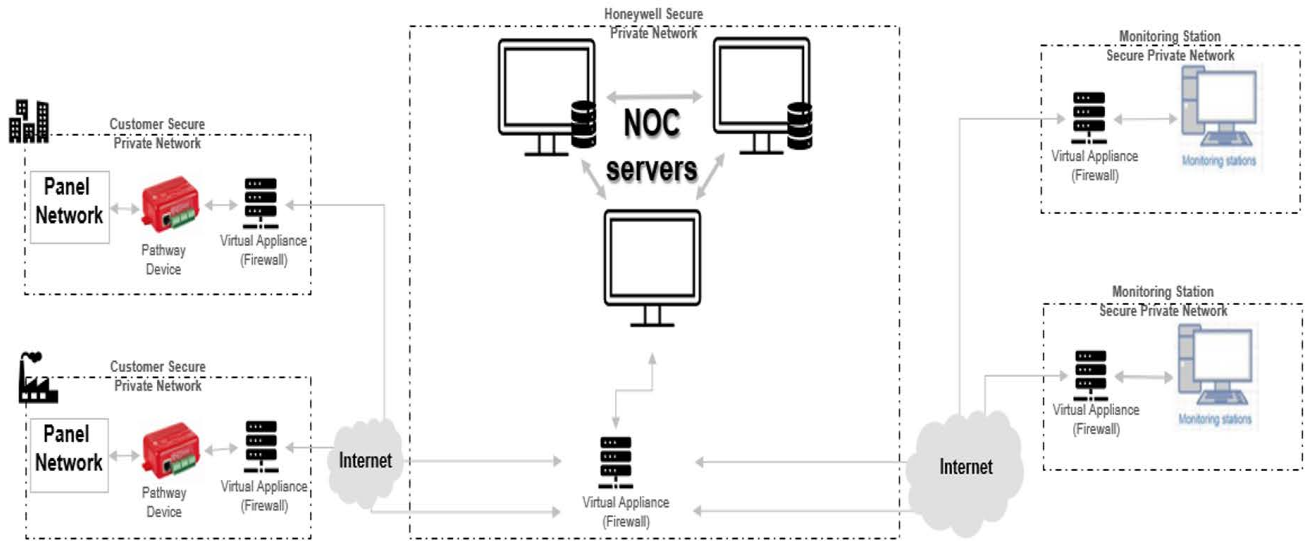 Honeywell Secure
Private Network
NOC
servers
Virtual Appliance
(Firewall)
Customer Secure
Private Network
Panel
Network
Pathway
Device
Virtual Appliance
(Firewall)
Customer Secure
Private Network
Panel
Network
Pathway
Device
Virtual Appliance
(Firewall)
Internet
Internet
Monitoring Station
Secure Private Network
Virtual Appliance
(Firewall)
Monitoring stations
Monitoring Station
Secure Private Network
Virtual Appliance
(Firewall)
Monitoring stations